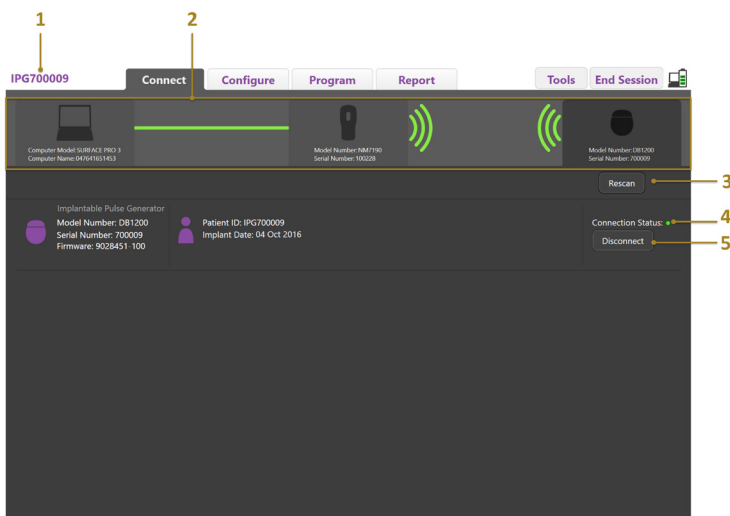 1
2
IPG700009
Connect
Configure
Program
Report
Tools
End Session
Computer Model: SURFACE PRO 3
Computer Name: 047641651453
Model Number: NM7190
Serial Number: 100228
Model Number: DB1200
Serial Number: 700009
Rescan
3
Implantable Pulse Generator
Model Number: DB1200
Serial Number: 700009
Firmware: 9028451-100
Patient ID: IPG700009
Implant Date: 04 Oct 2016
Connection Status:
4
Disconnect
5